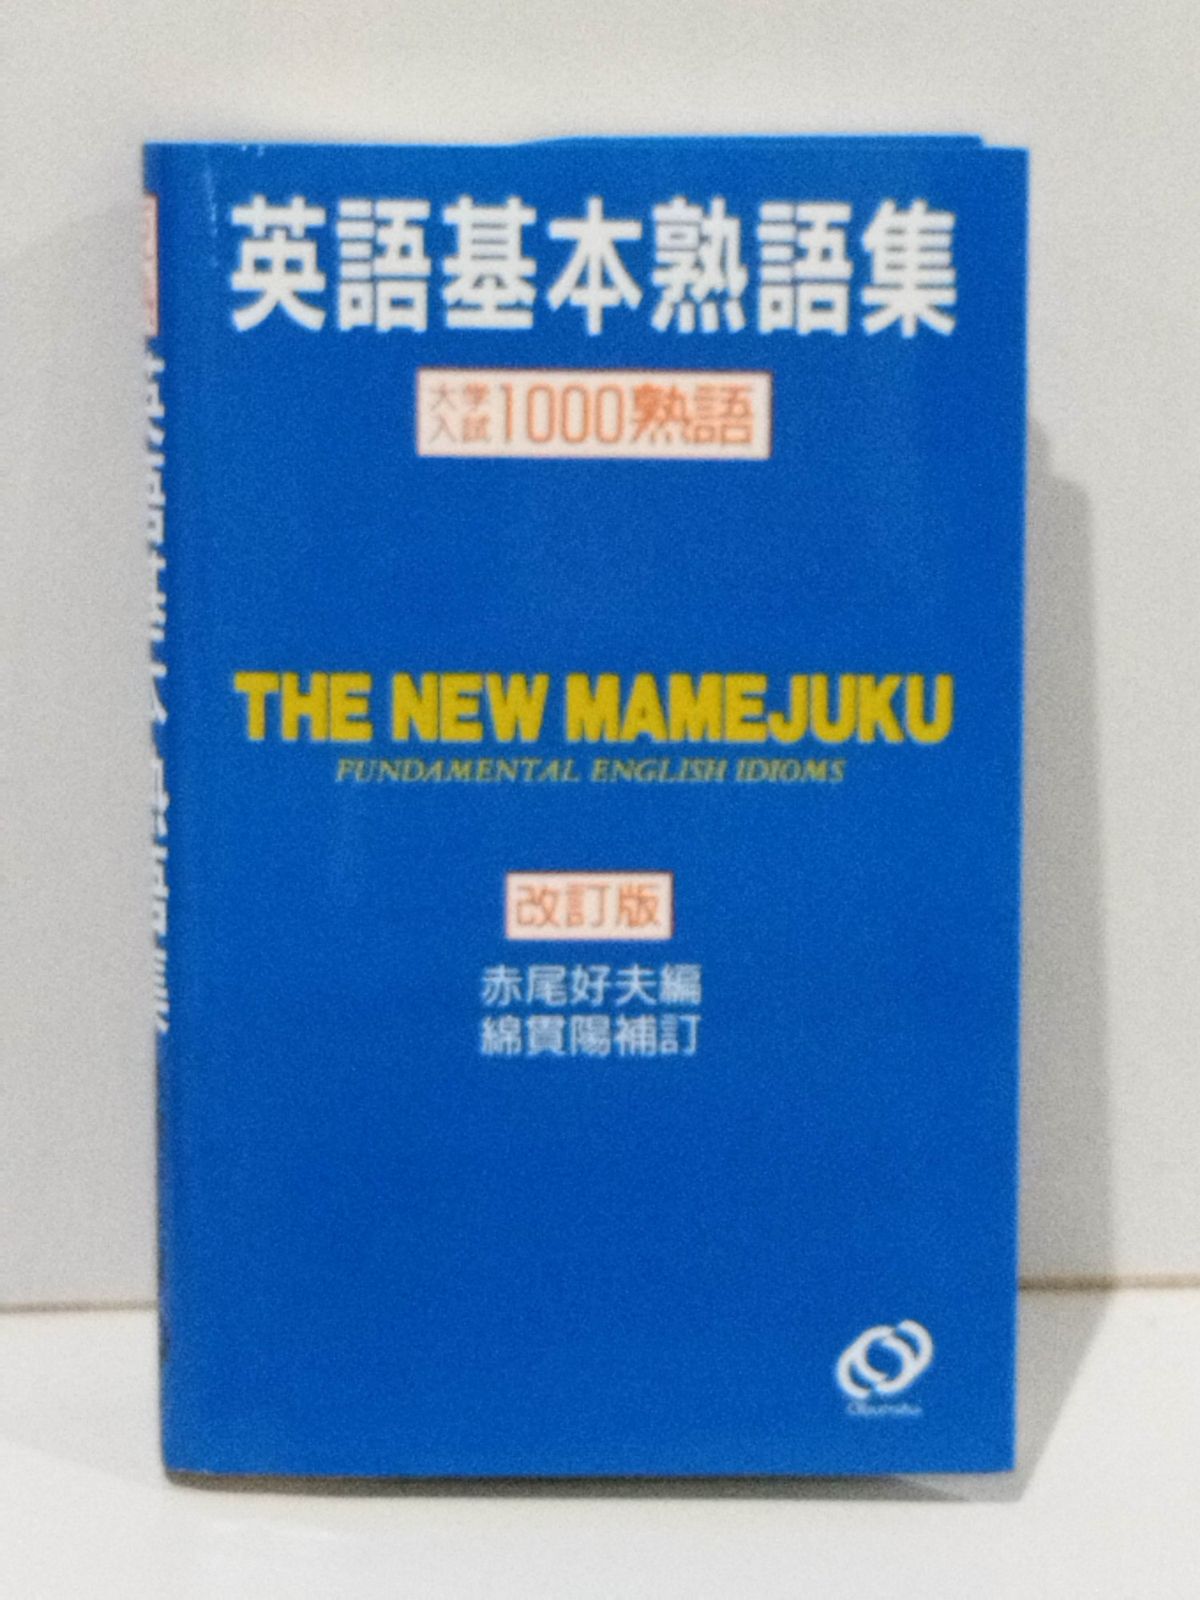 英語基本熟語集
大学入試1000熟語
THE NEW MAMEJUKU
FUNDAMENTAL ENGLISH IDIOMS
改訂版
赤尾好夫編
綿貫陽補訂
Obunsha